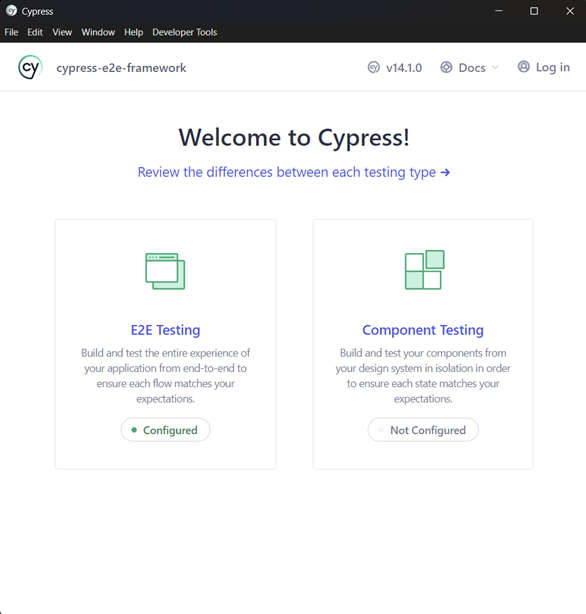 Cypress
File Edit View Window Help Developer Tools
cy cypress-e2e-framework v14.1.0 Docs Log in
Welcome to Cypress!
Review the differences between each testing type →
E2E Testing
Build and test the entire experience of
your application from end-to-end to
ensure each flow matches your
expectations.
Configured
Component Testing
Build and test your components from
your design system in isolation in order
to ensure each state matches your
expectations.
Not Configured